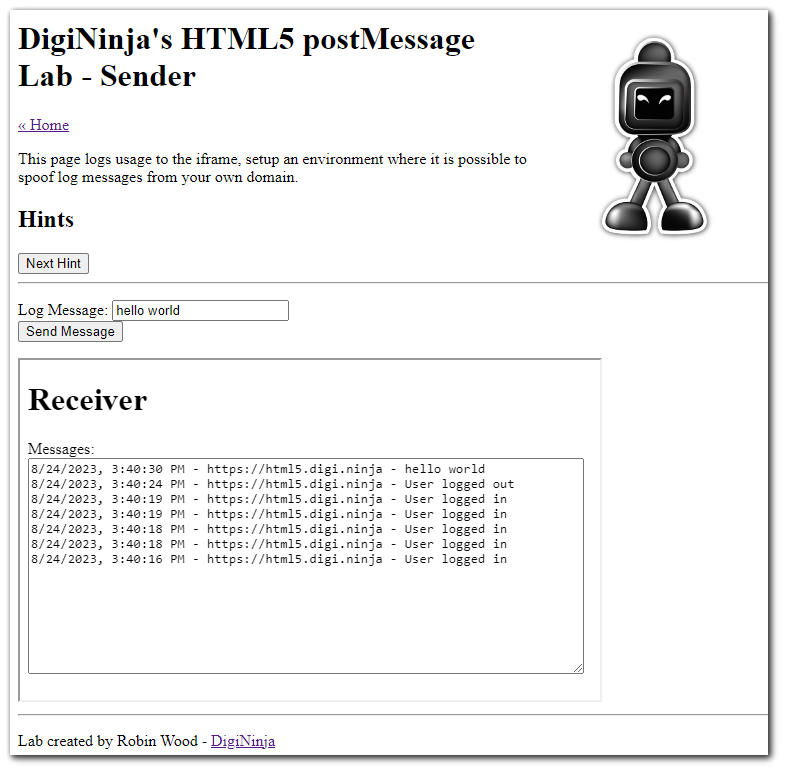 DigiNinja's HTML5 postMessage
Lab - Sender
« Home
This page logs usage to the iframe, setup an environment where it is possible to
spoof log messages from your own domain.
Hints
Next Hint
Log Message: hello world
Send Message
Receiver
Messages:
8/24/2023, 3:40:30 PM - https://html5.digi.ninja - hello world
8/24/2023, 3:40:24 PM - https://html5.digi.ninja - User logged out
8/24/2023, 3:40:19 PM - https://html5.digi.ninja - User logged in
8/24/2023, 3:40:19 PM - https://html5.digi.ninja - User logged in
8/24/2023, 3:40:18 PM - https://html5.digi.ninja - User logged in
8/24/2023, 3:40:18 PM - https://html5.digi.ninja - User logged in
8/24/2023, 3:40:16 PM - https://html5.digi.ninja - User logged in
Lab created by Robin Wood - DigiNinja